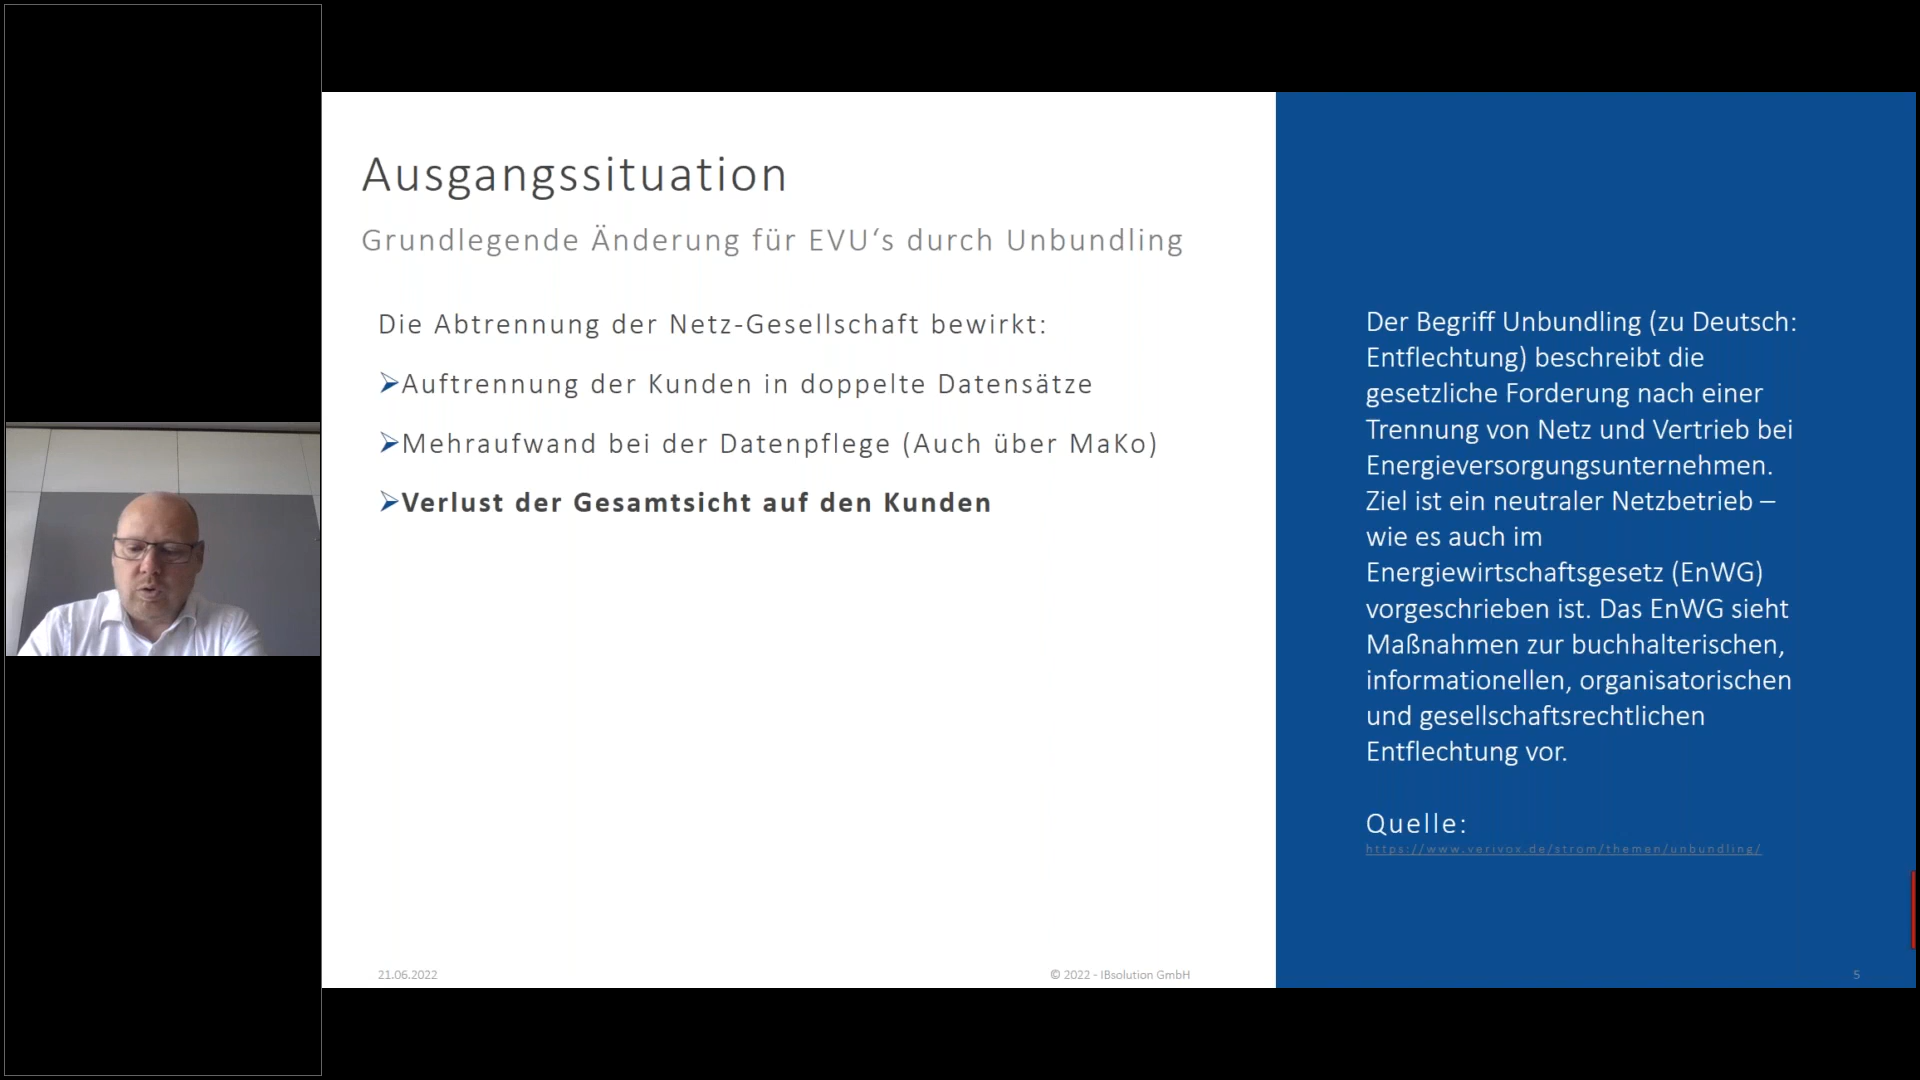 Ausgangssituation
Grundlegende Änderung für EVU‘s durch Unbundling
Die Abtrennung der Netz-Gesellschaft bewirkt:
➢Auftrennung der Kunden in doppelte Datensätze
➢Mehraufwand bei der Datenpflege (Auch über MaKo)
➢Verlust der Gesamtsicht auf den Kunden
Der Begriff Unbundling (zu Deutsch:
Entflechtung) beschreibt die
gesetzliche Forderung nach einer
Trennung von Netz und Vertrieb bei
Energieversorgungsunternehmen.
Ziel ist ein neutraler Netzbetrieb –
wie es auch im
Energiewirtschaftsgesetz (EnWG)
vorgeschrieben ist. Das EnWG sieht
Maßnahmen zur buchhalterischen,
informationellen, organisatorischen
und gesellschaftsrechtlichen
Entflechtung vor.
Quelle:
https://www.verivox.de/strom/themen/unbundling/
21.06.2022
© 2022 - IBsolution GmbH
5